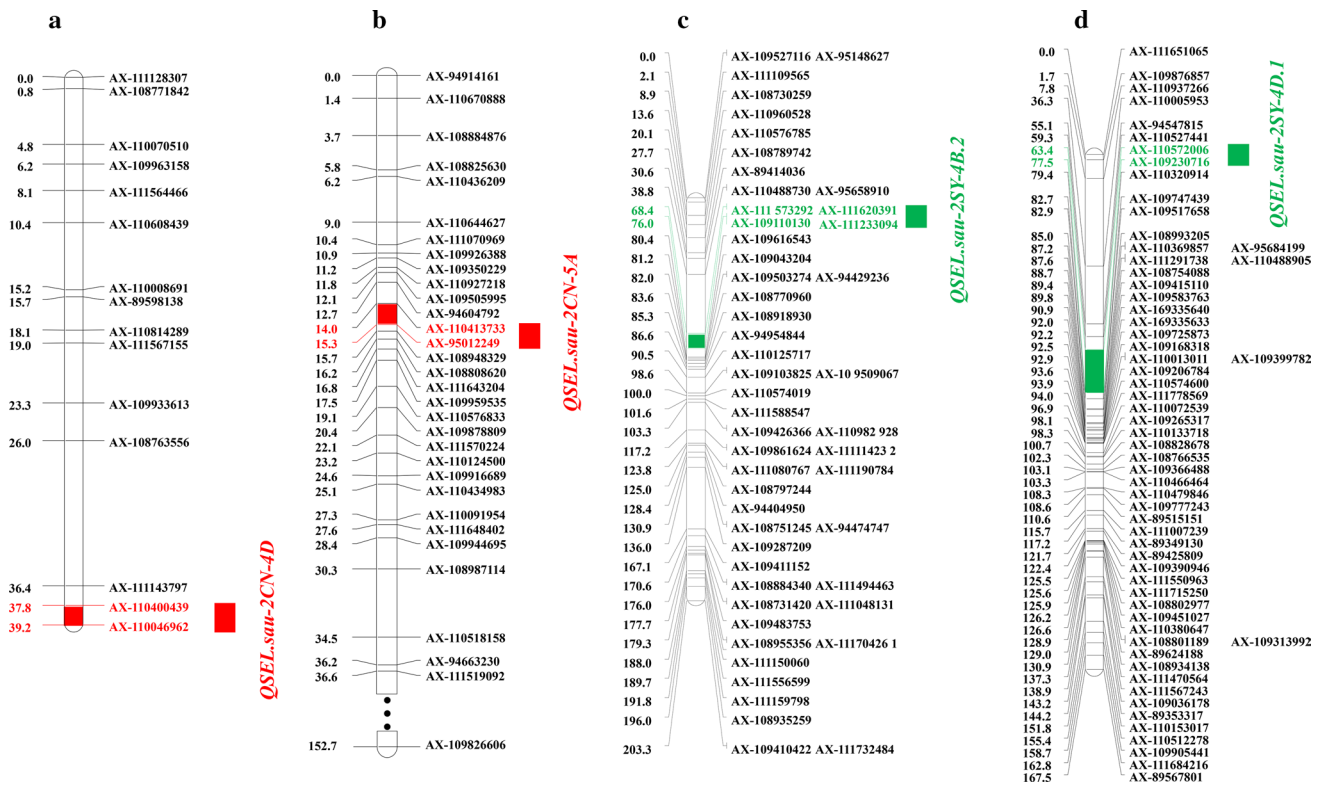 a
0.0 AX-111128307
0.8 AX-108771842
4.8 AX-110070510
6.2 AX-109963158
8.1 AX-111564466
10.4 AX-110608439
15.2 AX-110008691
15.7 AX-89598138
18.1 AX-110814289
19.0 AX-111567155
23.3 AX-109933613
26.0 AX-108763556
36.4 AX-111143797
37.8 AX-110400439
39.2 AX-110046962
QSEL.sau-2CN-4D
b
0.0 AX-94914161
1.4 AX-110670888
3.7 AX-108884876
5.8 AX-108825630
6.2 AX-110436209
9.0 AX-110644627
10.4 AX-111070969
10.9 AX-109926388
11.2 AX-109350229
11.8 AX-110927218
12.1 AX-109505995
12.7 AX-94604792
14.0 AX-110413733
15.3 AX-95012249
15.7 AX-108948329
16.2 AX-108808620
16.8 AX-111643204
17.5 AX-109959535
19.1 AX-110576833
20.4 AX-109878809
22.1 AX-111570224
23.2 AX-110124500
24.6 AX-109916689
25.1 AX-110434983
27.3 AX-110091954
27.6 AX-111648402
28.4 AX-109944695
30.3 AX-108987114
34.5 AX-110518158
36.2 AX-94663230
36.6 AX-111519092
152.7 AX-109826606
QSEL.sau-2CN-5A
c
0.0 AX-109527116 AX-95148627
2.1 AX-111109565
8.9 AX-108730259
13.6 AX-110960528
20.1 AX-110576785
27.7 AX-108789742
30.6 AX-89414036
38.8 AX-110488730 AX-95658910
68.4 AX-111 573292 AX-111620391
76.0 AX-109110130 AX-111233094
80.4 AX-109616543
81.2 AX-109043204
82.0 AX-109503274 AX-94429236
83.6 AX-108770960
85.3 AX-108918930
86.6 AX-94954844
90.5 AX-110125717
98.6 AX-109103825 AX-10 9509067
100.0 AX-110574019
101.6 AX-111588547
103.3 AX-109426366 AX-110982 928
117.2 AX-109861624 AX-11111423 2
123.8 AX-111080767 AX-111190784
125.0 AX-108797244
128.4 AX-94404950
130.9 AX-108751245 AX-94474747
136.0 AX-109287209
167.1 AX-109411152
170.6 AX-108884340 AX-111494463
176.0 AX-108731420 AX-111048131
177.7 AX-109483753
179.3 AX-108955356 AX-11170426 1
188.0 AX-111150060
189.7 AX-111556599
191.8 AX-111159798
196.0 AX-108935259
203.3 AX-109410422 AX-111732484
QSEL.sau-2SY-4B.2
d
0.0 AX-111651065
1.7 AX-109876857
7.8 AX-110937266
36.3 AX-110005953
55.1 AX-94547815
59.3 AX-110527441
63.4 AX-110572006
77.5 AX-109230716
79.4 AX-110320914
82.7 AX-109747439
82.9 AX-109517658
85.0 AX-108993205
87.2 AX-110369857 AX-95684199
87.6 AX-111291738 AX-110488905
88.7 AX-108754088
89.4 AX-109415110
89.8 AX-109583763
90.9 AX-169335640
92.0 AX-169335633
92.2 AX-109725873
92.5 AX-109168318
92.9 AX-110013011 AX-109399782
93.6 AX-109206784
93.9 AX-110574600
94.0 AX-111778569
96.9 AX-110072539
98.1 AX-109265317
98.3 AX-110133718
100.7 AX-108828678
102.3 AX-108766535
103.1 AX-109366488
103.3 AX-110466464
108.3 AX-110479846
108.6 AX-109777243
110.6 AX-89515151
115.7 AX-111007239
117.2 AX-89349130
121.7 AX-89425809
122.4 AX-109390946
125.5 AX-111550963
125.6 AX-111715250
125.9 AX-108802977
126.2 AX-109451027
126.6 AX-110380647
128.9 AX-108801189 AX-109313992
129.0 AX-89624188
130.9 AX-108934138
137.3 AX-111470564
138.9 AX-111567243
143.2 AX-109036178
144.2 AX-89353317
151.8 AX-110153017
155.4 AX-110512278
158.7 AX-109905441
162.8 AX-111684216
167.5 AX-89567801
QSEL.sau-2SY-4D.1